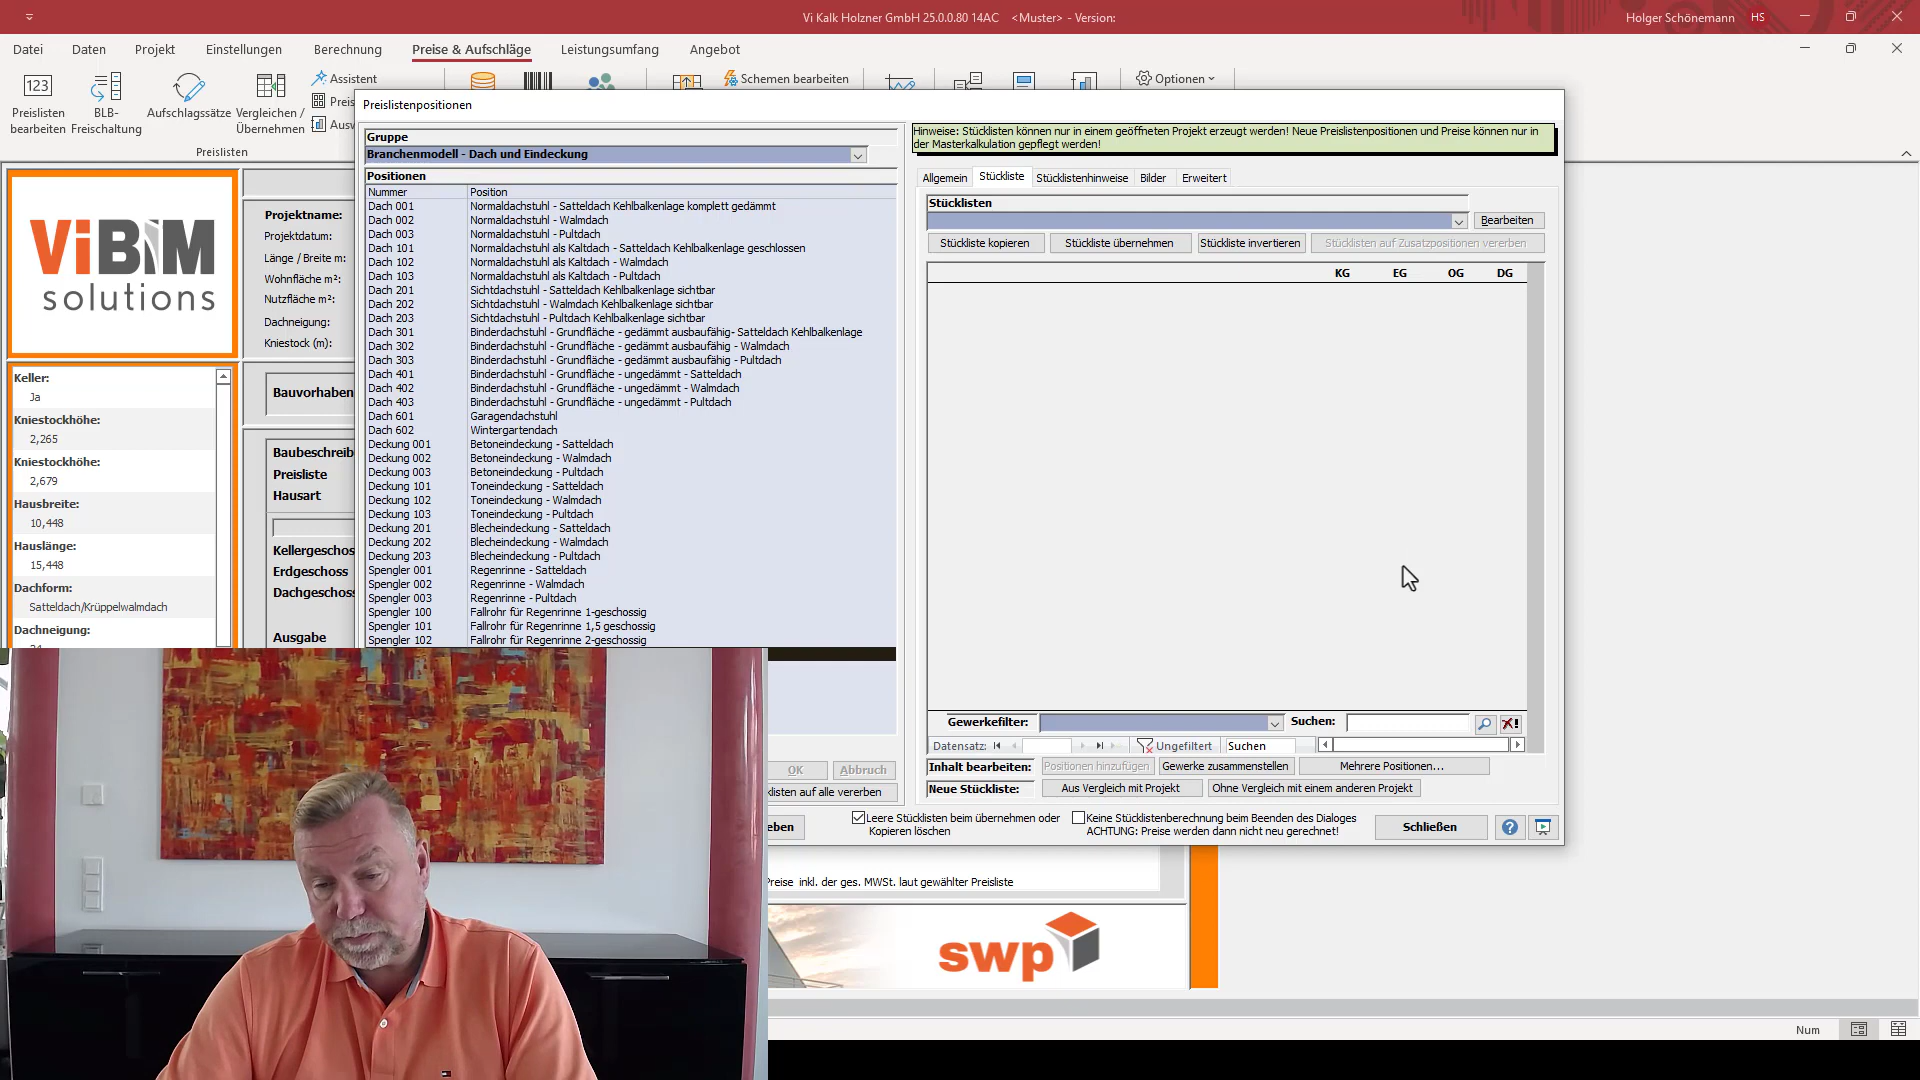 Vi Kalk Holzner GmbH 25.0.0.80 14AC <Muster> - Version:
Holger Schönemann HS
Datei Daten Projekt Einstellungen Berechnung Preise & Aufschläge Leistungsumfang Angebot
Assistent
Schemen bearbeiten
Optionen
Preislisten bearbeiten
BLB-Freischaltung
Aufschlagssätze
Vergleichen / Übernehmen
Preislisten
Preislistenpositionen
Gruppe
Branchenmodell - Dach und Eindeckung
Positionen
Nummer Position
Dach 001 Normaldachstuhl - Satteldach Kehlbalkenlage komplett gedämmt
Dach 002 Normaldachstuhl - Walmdach
Dach 003 Normaldachstuhl - Pultdach
Dach 101 Normaldachstuhl als Kaltdach - Satteldach Kehlbalkenlage geschlossen
Dach 102 Normaldachstuhl als Kaltdach - Walmdach
Dach 103 Normaldachstuhl als Kaltdach - Pultdach
Dach 201 Sichtdachstuhl - Satteldach Kehlbalkenlage sichtbar
Dach 202 Sichtdachstuhl - Walmdach Kehlbalkenlage sichtbar
Dach 203 Sichtdachstuhl - Pultdach Kehlbalkenlage sichtbar
Dach 301 Binderdachstuhl - Grundfläche - gedämmt ausbaufähig- Satteldach Kehlbalkenlage
Dach 302 Binderdachstuhl - Grundfläche - gedämmt ausbaufähig - Walmdach
Dach 303 Binderdachstuhl - Grundfläche - gedämmt ausbaufähig - Pultdach
Dach 401 Binderdachstuhl - Grundfläche - ungedämmt - Satteldach
Dach 402 Binderdachstuhl - Grundfläche - ungedämmt - Walmdach
Dach 403 Binderdachstuhl - Grundfläche - ungedämmt - Pultdach
Dach 601 Garagendachstuhl
Dach 602 Wintergartendach
Deckung 001 Betoneindeckung - Satteldach
Deckung 002 Betoneindeckung - Walmdach
Deckung 003 Betoneindeckung - Pultdach
Deckung 101 Toneindeckung - Satteldach
Deckung 102 Toneindeckung - Walmdach
Deckung 103 Toneindeckung - Pultdach
Deckung 201 Blecheindeckung - Satteldach
Deckung 202 Blecheindeckung - Walmdach
Deckung 203 Blecheindeckung - Pultdach
Spengler 001 Regenrinne - Satteldach
Spengler 002 Regenrinne - Walmdach
Spengler 003 Regenrinne - Pultdach
Spengler 100 Fallrohr für Regenrinne 1-geschossig
Spengler 101 Fallrohr für Regenrinne 1,5 geschossig
Spengler 102 Fallrohr für Regenrinne 2-geschossig
Hinweise: Stücklisten können nur in einem geöffneten Projekt erzeugt werden! Neue Preislistenpositionen und Preise können nur in
der Masterkalkulation gepflegt werden!
Allgemein Stückliste Stücklistenhinweise Bilder Erweitert
Stücklisten
Bearbeiten
Stückliste kopieren Stückliste übernehmen Stückliste invertieren Stücklisten auf Zusatzpositionen vererben
KG EG OG DG
Gewerkefilter: Suchen:
Datensatz: Ungefiltert Suchen
Inhalt bearbeiten: Positionen hinzufügen Gewerke zusammenstellen Mehrere Positionen...
Neue Stückliste: Aus Vergleich mit Projekt Ohne Vergleich mit einem anderen Projekt
OK Abbruch
klisten auf alle vererben
eben
Leere Stücklisten beim übernehmen oder
Kopieren löschen
Keine Stücklistenberechnung beim Beenden des Dialoges
ACHTUNG: Preise werden dann nicht neu gerechnet!
Schließen
ViBiM
solutions
Keller:
Ja
Kniestockhöhe:
2,265
Kniestockhöhe:
2,679
Hausbreite:
10,448
Hauslänge:
15,448
Dachform:
Satteldach/Krüppelwalmdach
Dachneigung:
Projektname:
Projektdatum:
Länge / Breite m:
Wohnfläche m²:
Nutzfläche m²:
Dachneigung:
Kniestock (m):
Bauvorhaben
Baubeschreib
Preisliste
Hausart
Kellergeschos
Erdgeschoss
Dachgeschos
Ausgabe
Preise inkl. der ges. MWSt. laut gewählter Preisliste
swp
Num